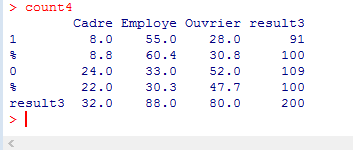 > count4
        Cadre Employe Ouvrier result3
1         8.0    55.0    28.0      91
%         8.8    60.4    30.8     100
0        24.0    33.0    52.0     109
%        22.0    30.3    47.7     100
result3  32.0    88.0    80.0     200
>